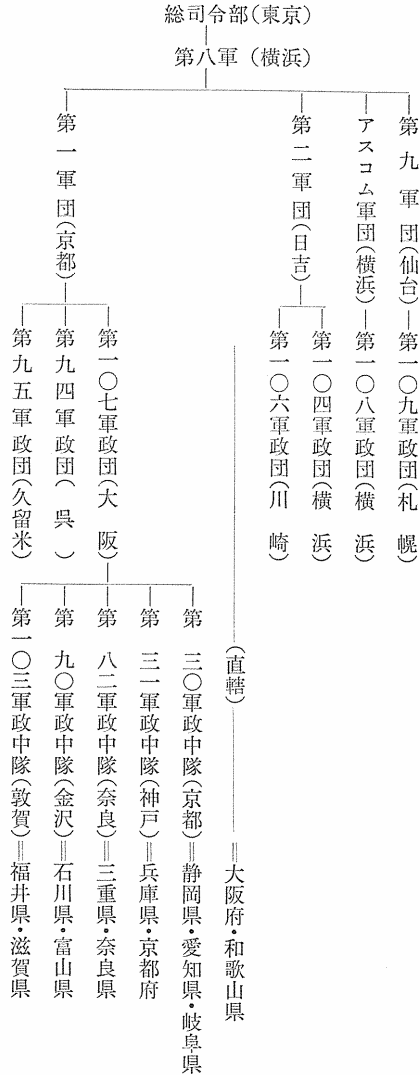 総司令部(東京)
第八軍(横浜)
第九軍団(仙台)
第一〇九軍政団(札幌)
アスコム軍団(横浜)
第一〇八軍政団(横浜)
第二軍団(日吉)
第一〇四軍政団(横浜)
第一〇六軍政団(川崎)
第一軍団(京都)
第一〇七軍政団(大阪)
(直轄)
大阪府・和歌山県
第三〇軍政中隊(京都)=静岡県・愛知県・岐阜県
第三一軍政中隊(神戸)=兵庫県・京都府
第八二軍政中隊(奈良)=三重県・奈良県
第九〇軍政中隊(金沢)=石川県・富山県
第一〇三軍政中隊(敦賀)=福井県・滋賀県
第九四軍政団(呉)
第九五軍政団(久留米)